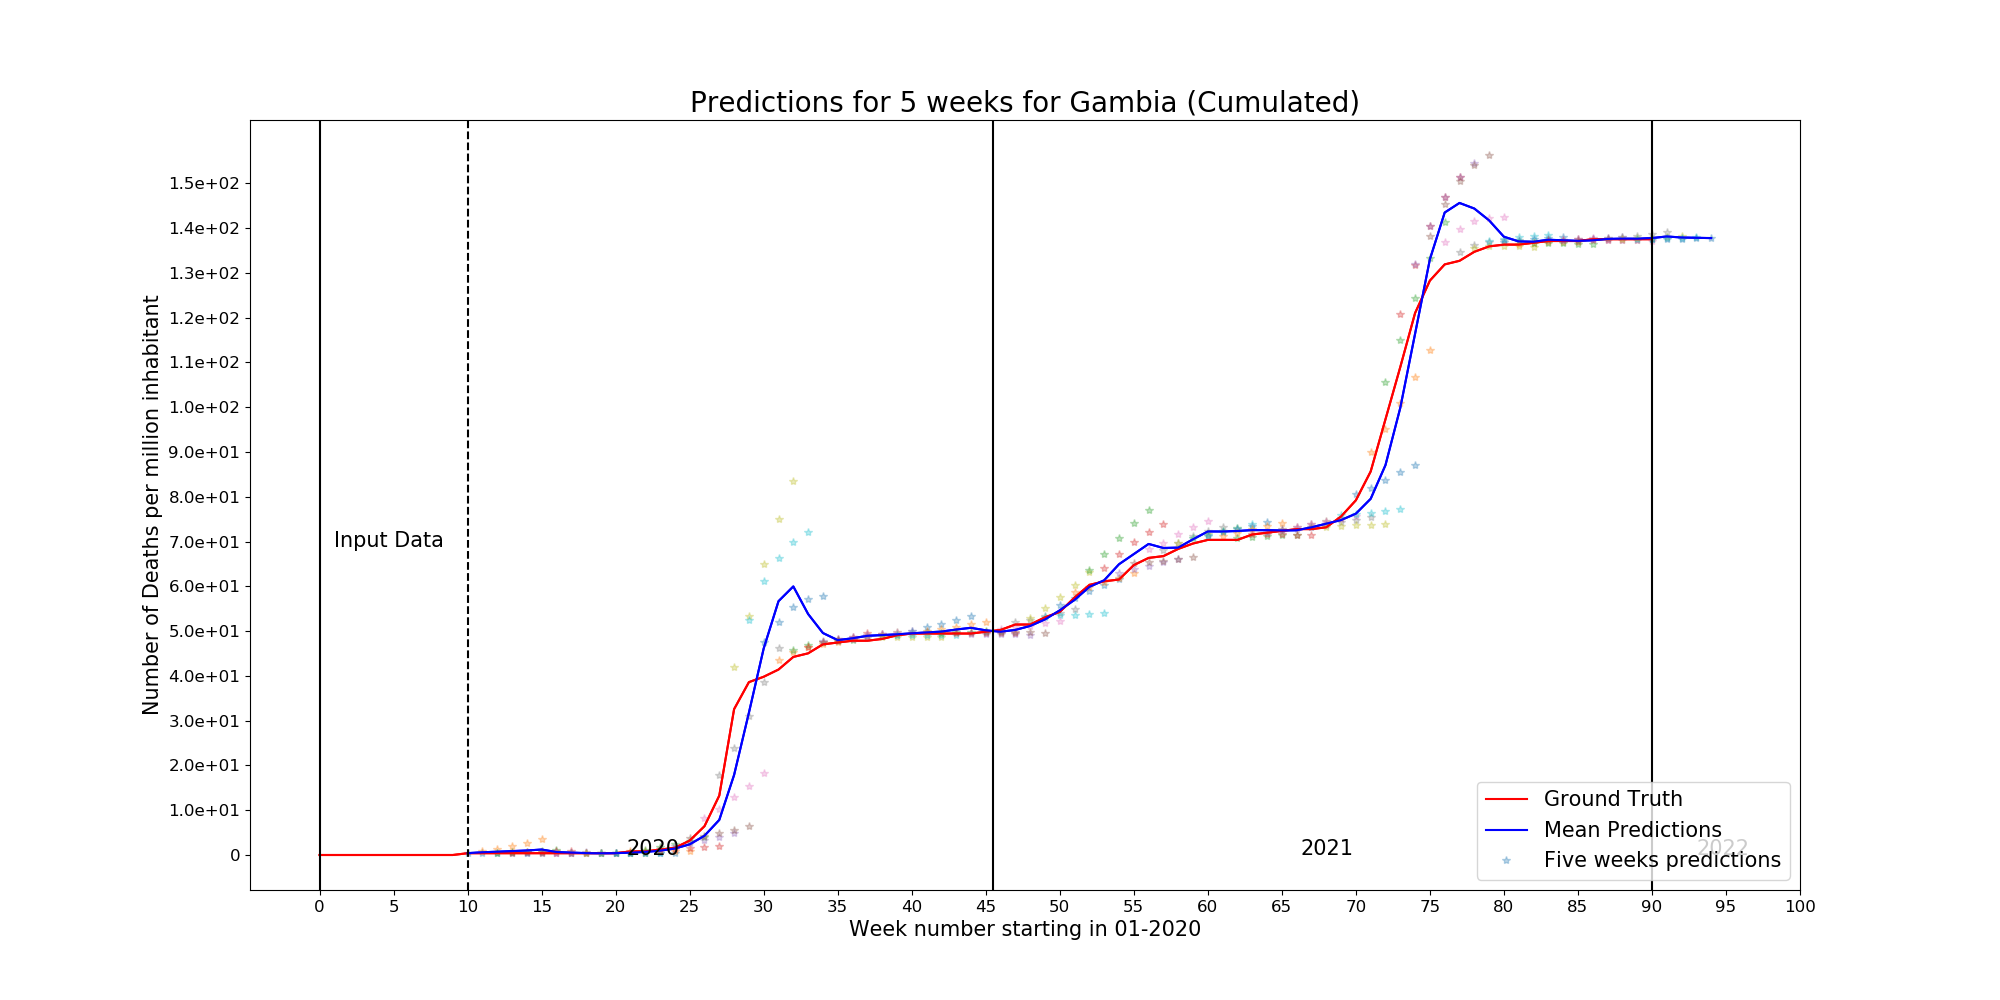 Predictions for 5 weeks for Gambia (Cumulated)
Number of Deaths per million inhabitant
1.5e+02
1.4e+02
1.3e+02
1.2e+02
1.1e+02
1.0e+02
9.0e+01
8.0e+01
7.0e+01
6.0e+01
5.0e+01
4.0e+01
3.0e+01
2.0e+01
1.0e+01
0
Input Data
2020
2021
2022
Ground Truth
Mean Predictions
Five weeks predictions
0 5 10 15 20 25 30 35 40 45 50 55 60 65 70 75 80 85 90 95 100
Week number starting in 01-2020